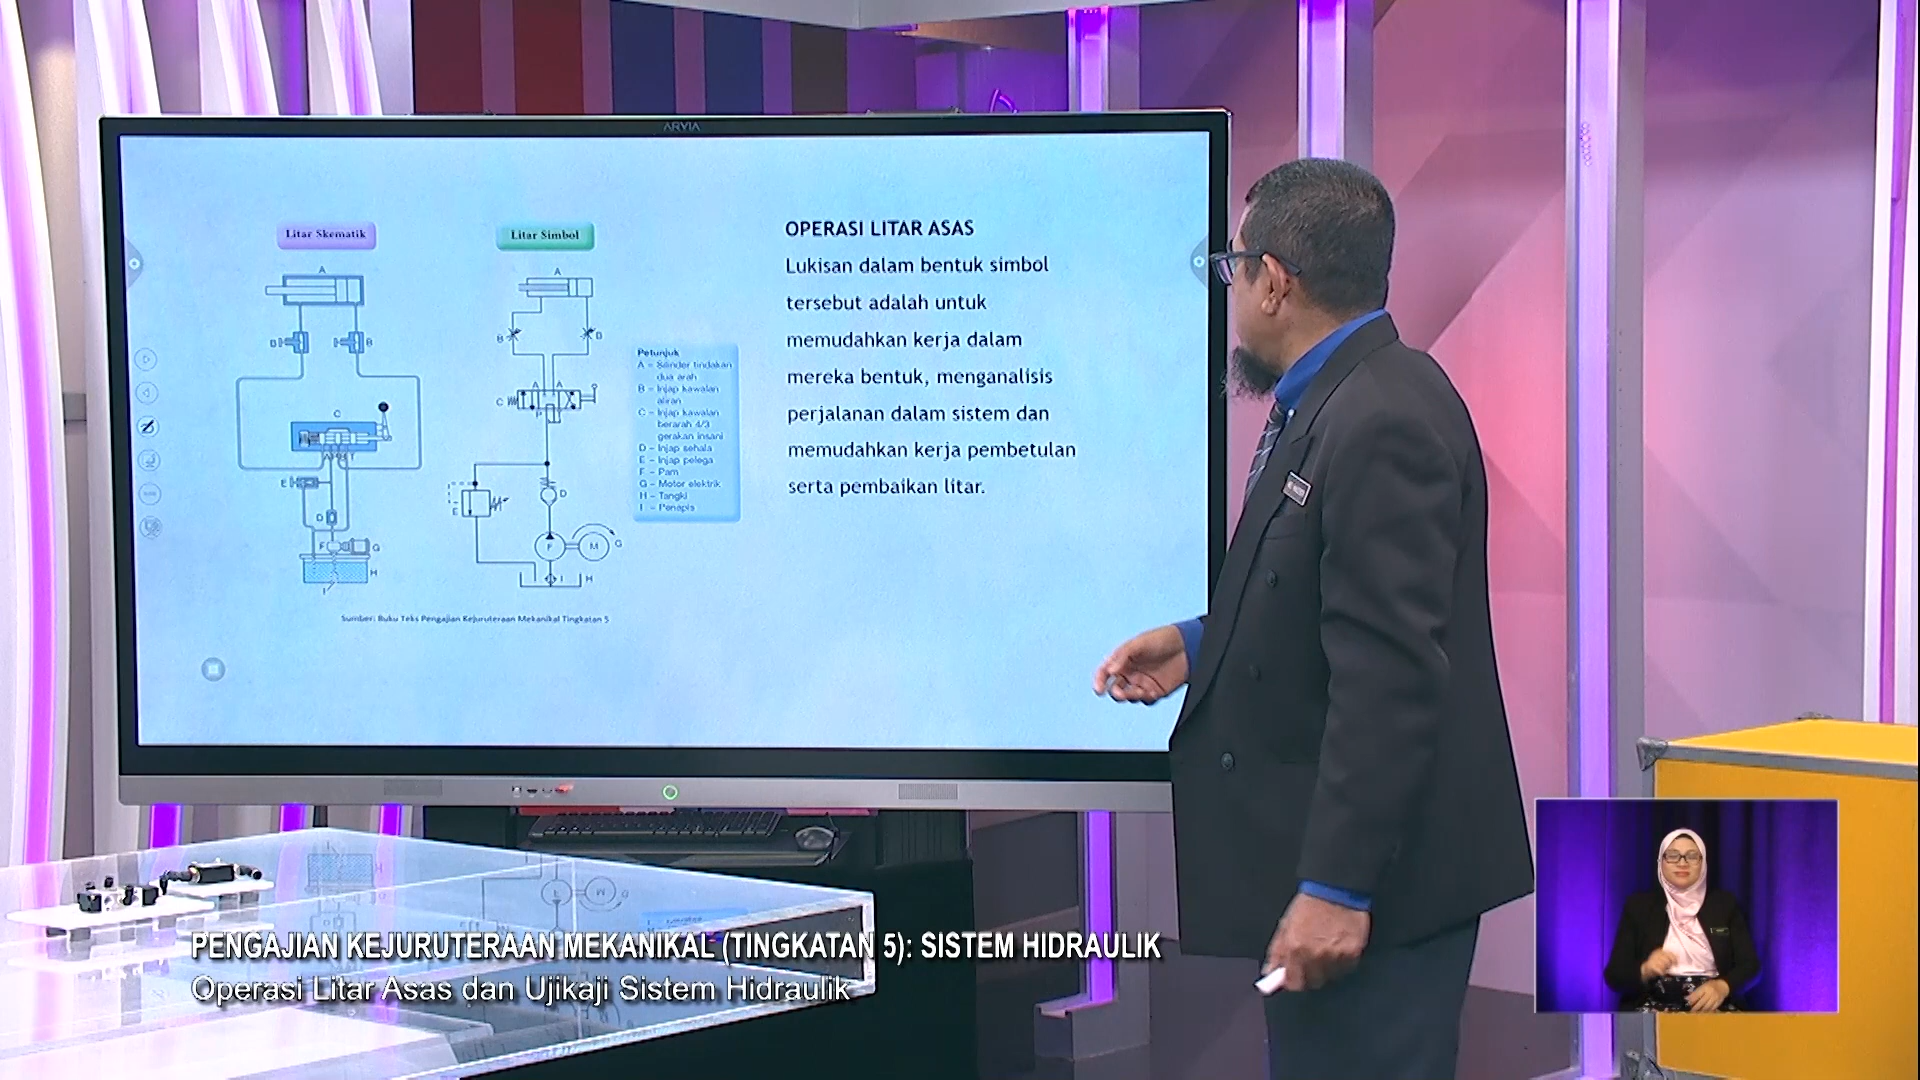 ARVIA
Litar Skematik
Litar Simbol
A
D
B
C
A P T
E
D
F
G
H
I
A
B
D
A A
C
P
D
E
F
M
G
I
H
Petunjuk
A – Silinder tindakan
dua arah
B – Injap kawalan
aliran
C – Injap kawalan
berarah 4/3
gerakan insani
D – Injap sehala
E – Injap pelega
F – Pam
G – Motor elektrik
H – Tangki
I – Penapis
Sumber: Buku Teks Pengajian Kejuruteraan Mekanikal Tingkatan 5
OPERASI LITAR ASAS
Lukisan dalam bentuk simbol
tersebut adalah untuk
memudahkan kerja dalam
mereka bentuk, menganalisis
perjalanan dalam sistem dan
memudahkan kerja pembetulan
serta pembaikan litar.
PENGAJIAN KEJURUTERAAN MEKANIKAL (TINGKATAN 5): SISTEM HIDRAULIK
Operasi Litar Asas dan Ujikaji Sistem Hidraulik